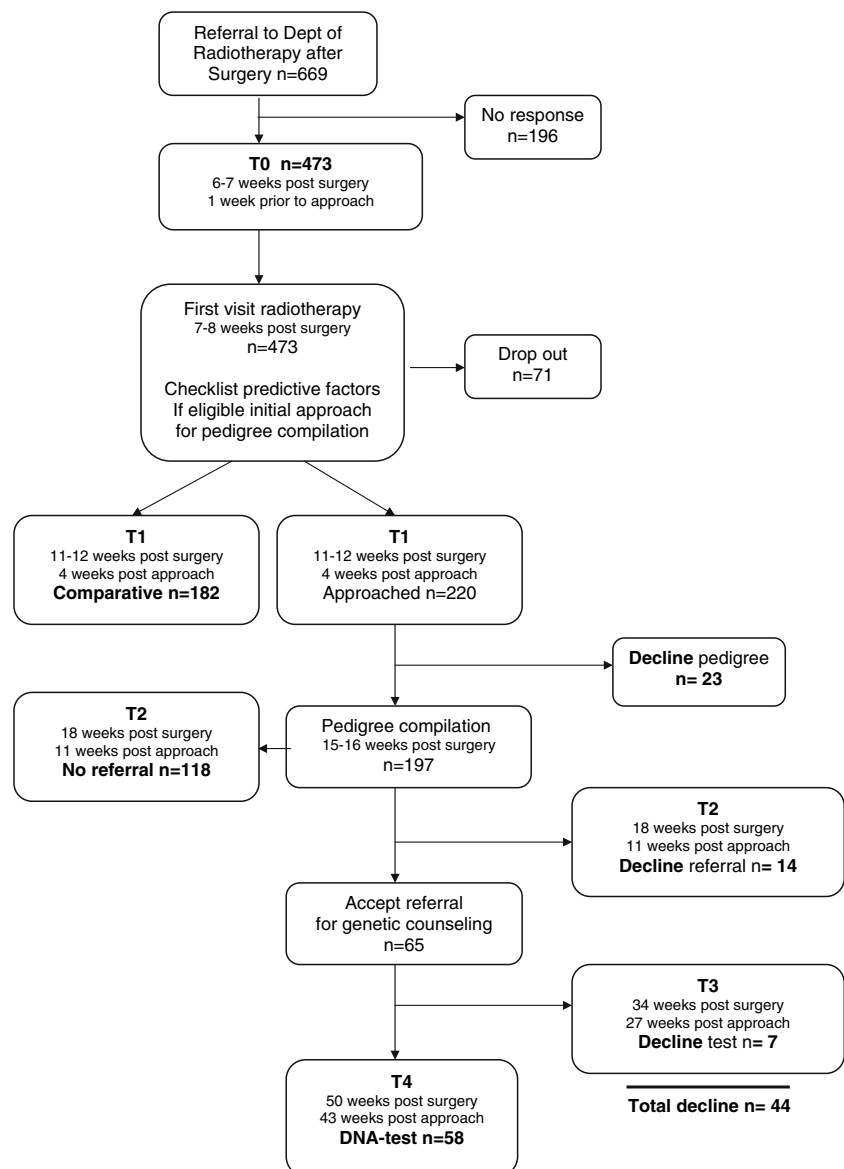 Referral to Dept of
Radiotherapy after
Surgery n=669
No response
n=196
T0 n=473
6-7 weeks post surgery
1 week prior to approach
First visit radiotherapy
7-8 weeks post surgery
n=473
Checklist predictive factors
If eligible initial approach
for pedigree compilation
Drop out
n=71
T1
11-12 weeks post surgery
4 weeks post approach
Comparative n=182
T1
11-12 weeks post surgery
4 weeks post approach
Approached n=220
Decline pedigree
n= 23
T2
18 weeks post surgery
11 weeks post approach
No referral n=118
Pedigree compilation
15-16 weeks post surgery
n=197
T2
18 weeks post surgery
11 weeks post approach
Decline referral n= 14
Accept referral
for genetic counseling
n=65
T3
34 weeks post surgery
27 weeks post approach
Decline test n= 7
T4
50 weeks post surgery
43 weeks post approach
DNA-test n=58
Total decline n= 44